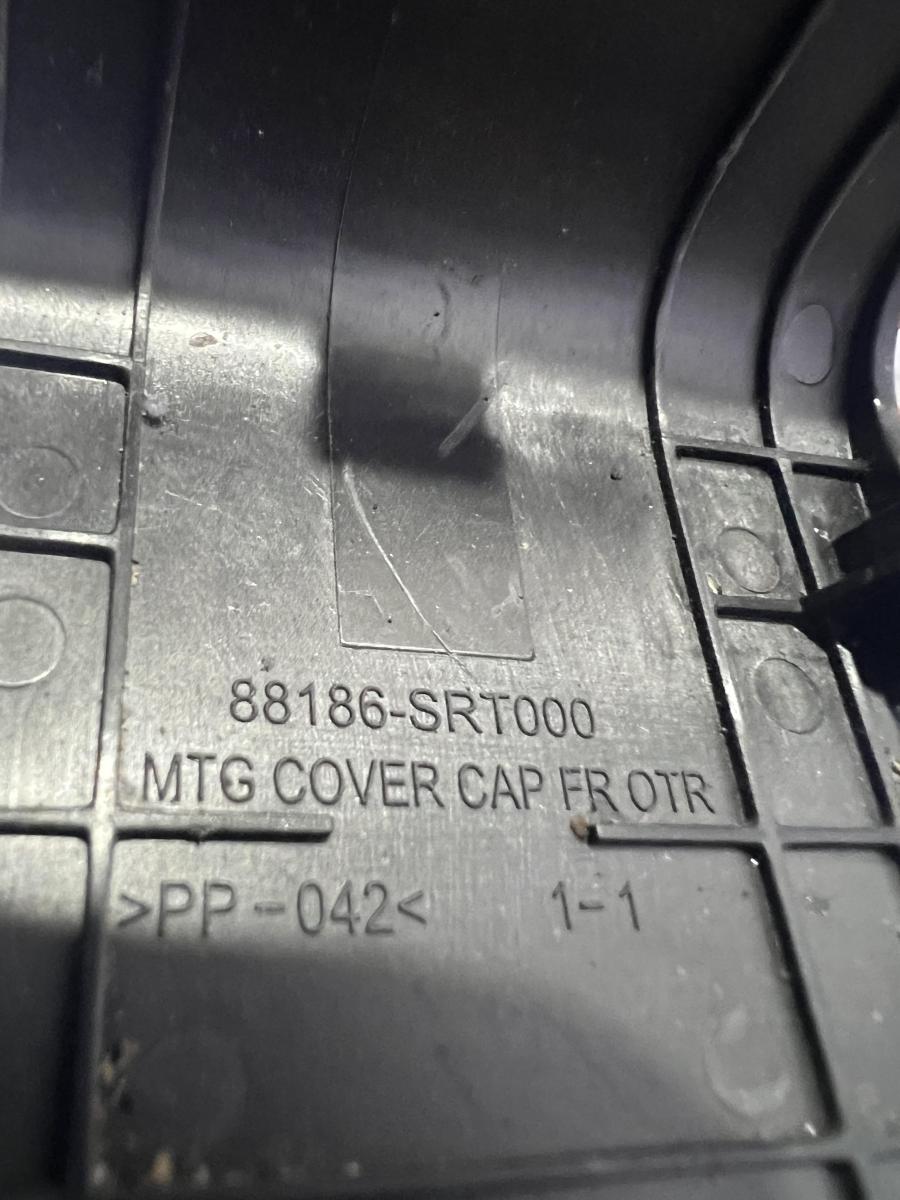 88186-SRT000
MTG COVER CAP FR OTR
>PP-042< 1-1